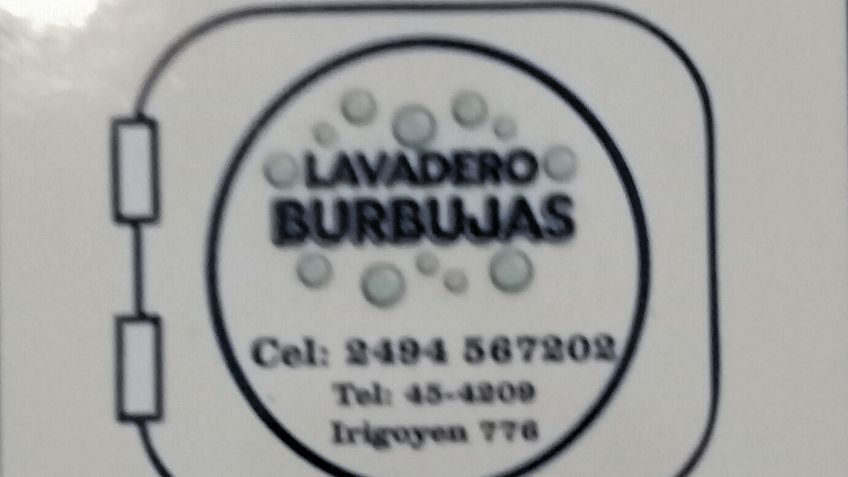 LAVADERO
BURBUJAS
Cel: 2494 567202
Tel: 45-4209
Irigoyen 776